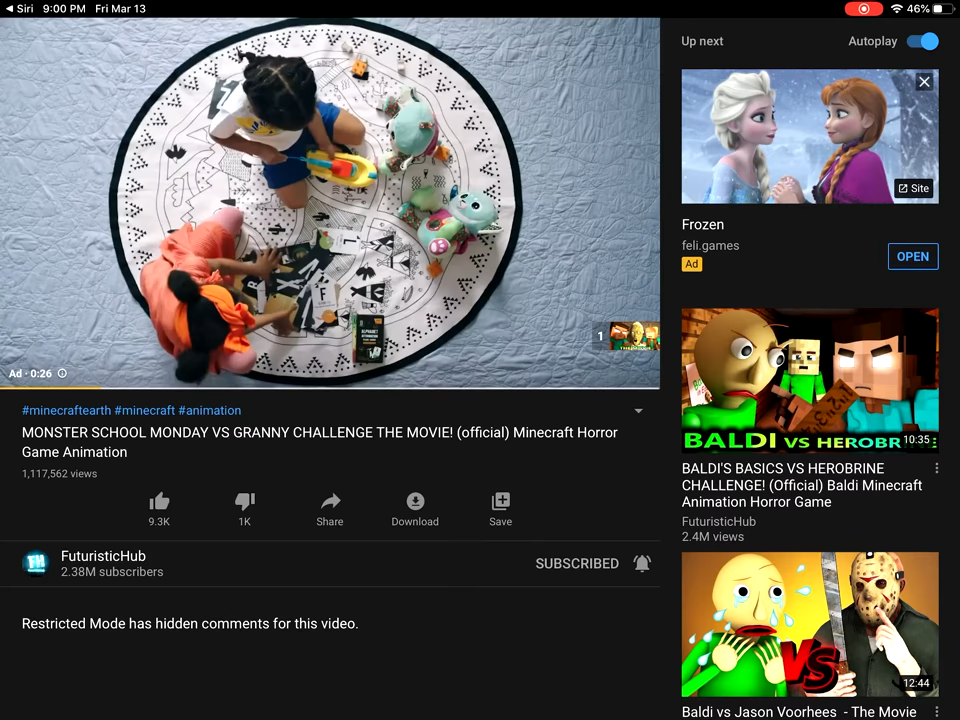 Siri 9:00 PM Fri Mar 13
46%
Up next
Autoplay
Site
Frozen
feli.games
Ad
OPEN
L
R
F
1
Ad · 0:26
#minecraftearth #minecraft #animation
MONSTER SCHOOL MONDAY VS GRANNY CHALLENGE THE MOVIE! (official) Minecraft Horror
Game Animation
1,117,562 views
9.3K
1K
Share
Download
Save
FuturisticHub
2.38M subscribers
SUBSCRIBED
Restricted Mode has hidden comments for this video.
BALDI VS HEROBRINE
10:35
BALDI'S BASICS VS HEROBRINE
CHALLENGE! (Official) Baldi Minecraft
Animation Horror Game
FuturisticHub
2.4M views
VS
12:44
Baldi vs Jason Voorhees - The Movie